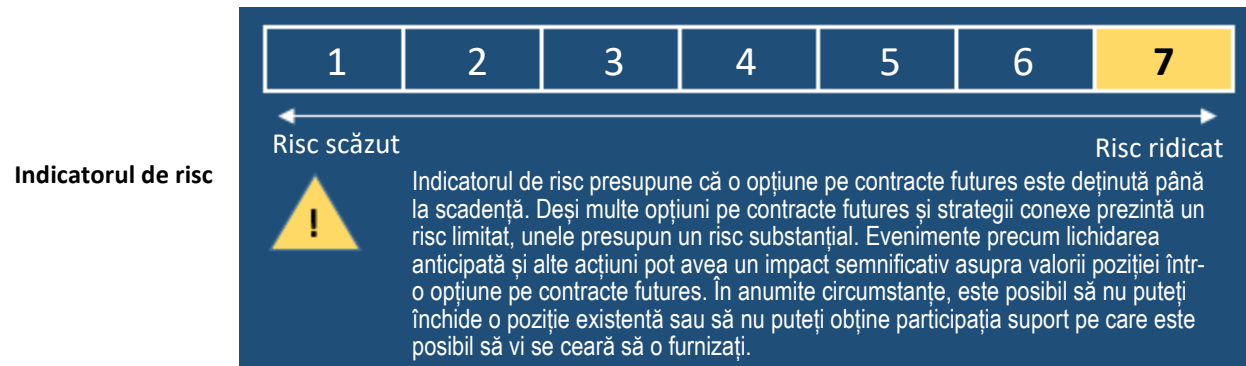 1 2 3 4 5 6 7
Risc scăzut
Risc ridicat
Indicatorul de risc
!
Indicatorul de risc presupune că o opțiune pe contracte futures este deținută până
la scadență. Deși multe opțiuni pe contracte futures și strategii conexe prezintă un
risc limitat, unele presupun un risc substanțial. Evenimente precum lichidarea
anticipată și alte acțiuni pot avea un impact semnificativ asupra valorii poziției într-
o opțiune pe contracte futures. În anumite circumstanțe, este posibil să nu puteți
închide o poziție existentă sau să nu puteți obține participația suport pe care este
posibil să vi se ceară să o furnizați.